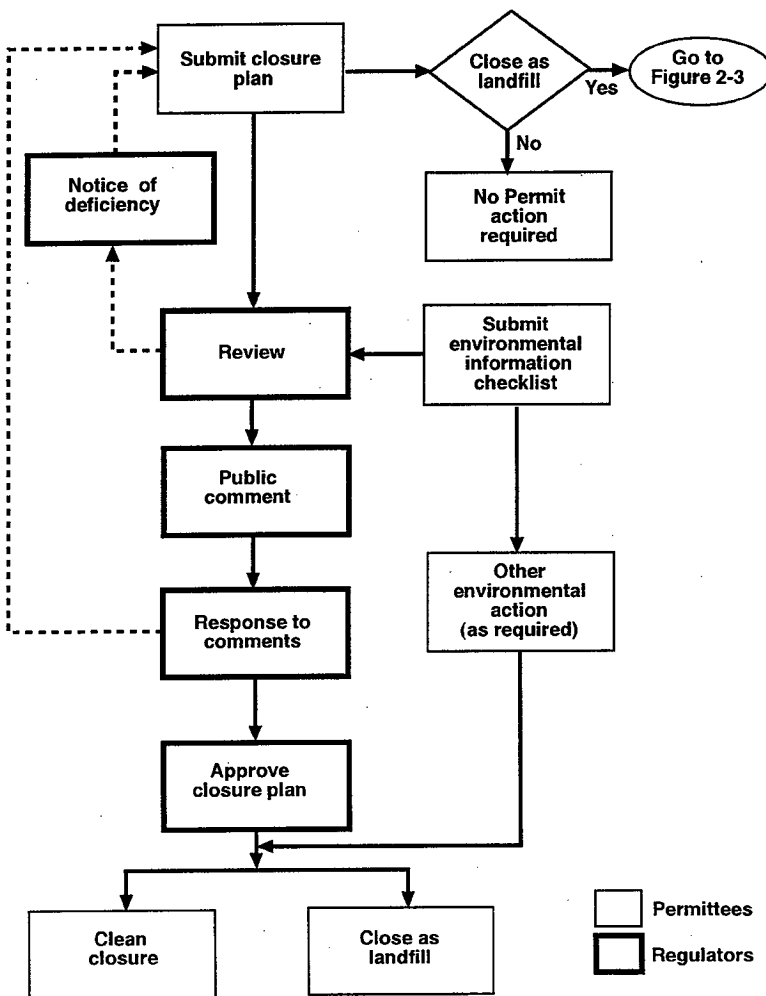 Submit closure
plan
Close as
landfill
Yes
Go to
Figure 2-3
No
Notice of
deficiency
No Permit
action
required
Review
Submit
environmental
information
checklist
Public
comment
Other
environmental
action
(as required)
Response to
comments
Approve
closure plan
Clean
closure
Close as
landfill
Permittees
Regulators